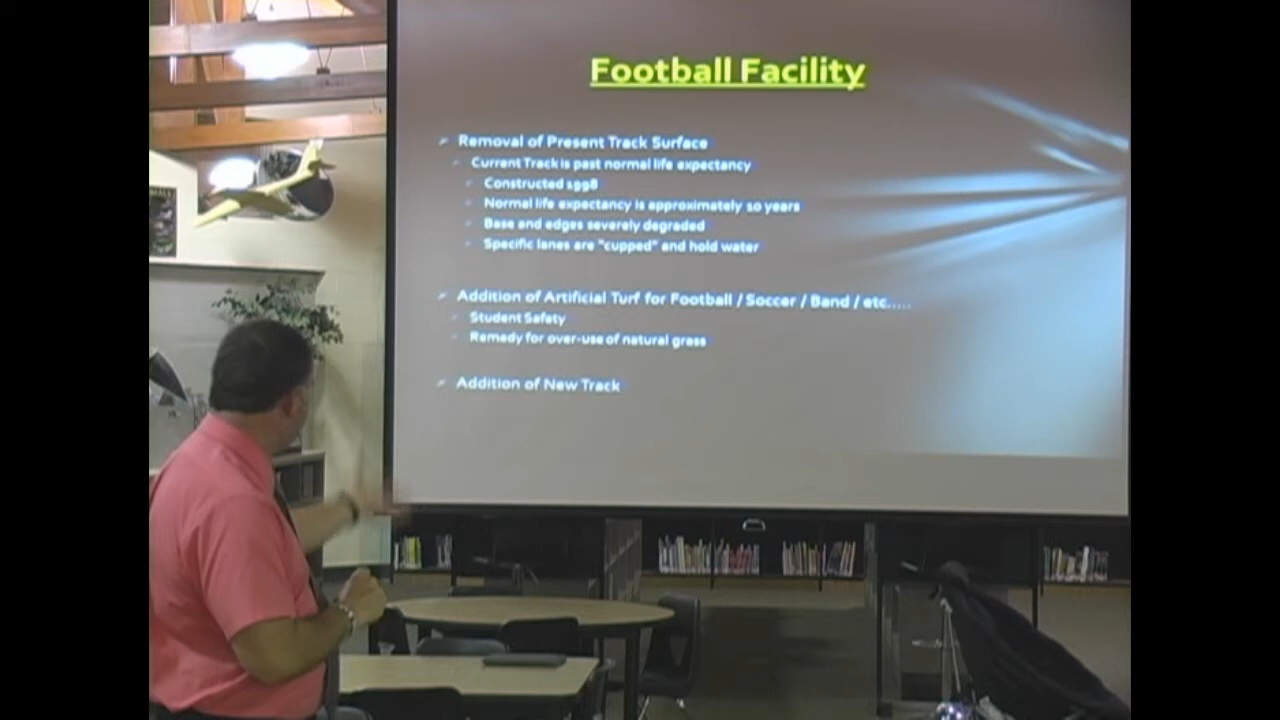 Football Facility
Removal of Present Track Surface
Current Track is past normal life expectancy
Constructed 1998
Normal life expectancy is approximately 10 years
Base and edges severely degraded
Specific lanes are "cupped" and hold water
Addition of Artificial Turf for Football / Soccer / Band / etc.....
Student Safety
Remedy for over-use of natural grass
Addition of New Track